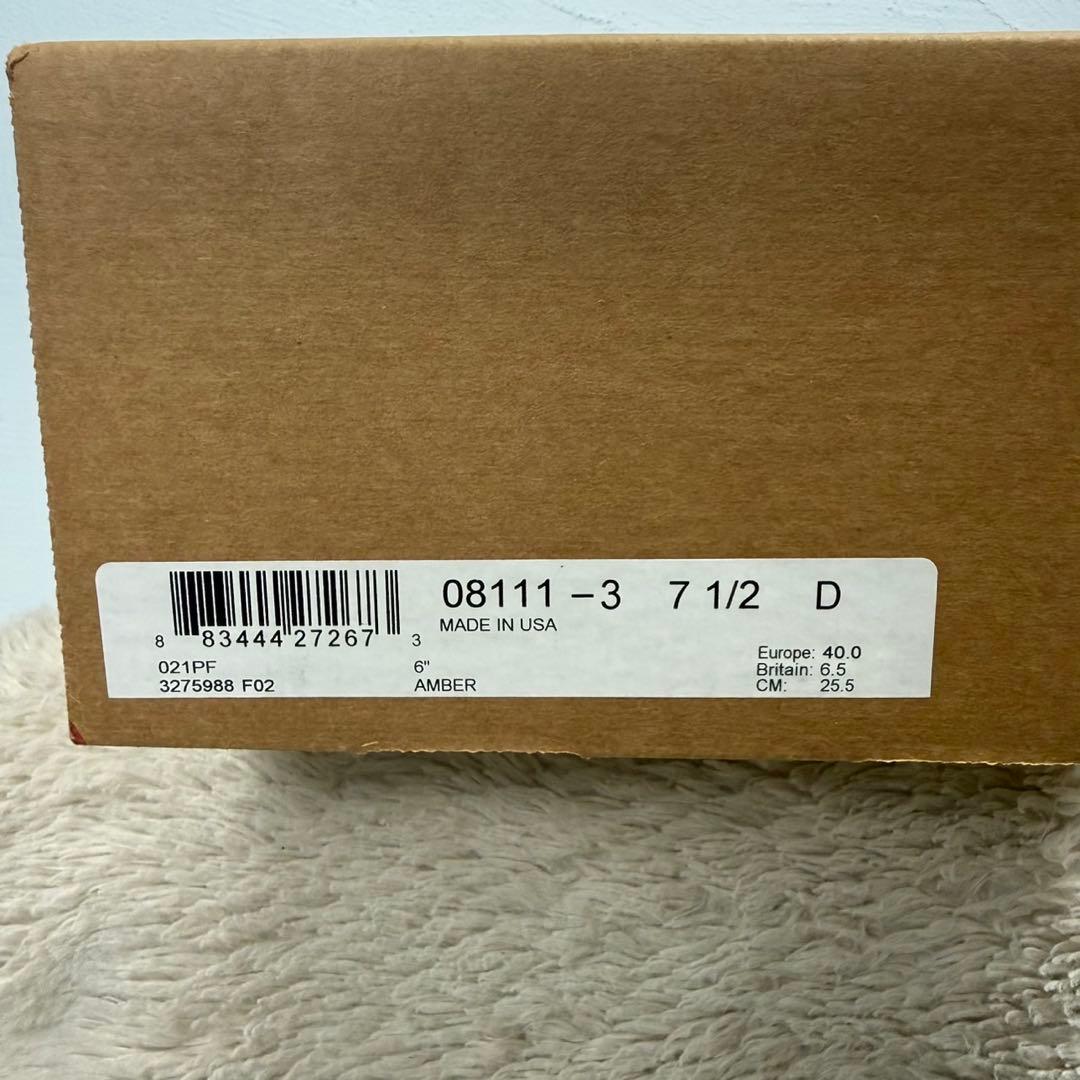 08111 – 3 7 1/2 D
MADE IN USA
8 83444 27267 3
021PF
3275988 F02
6"
AMBER
Europe: 40.0
Britain: 6.5
CM: 25.5